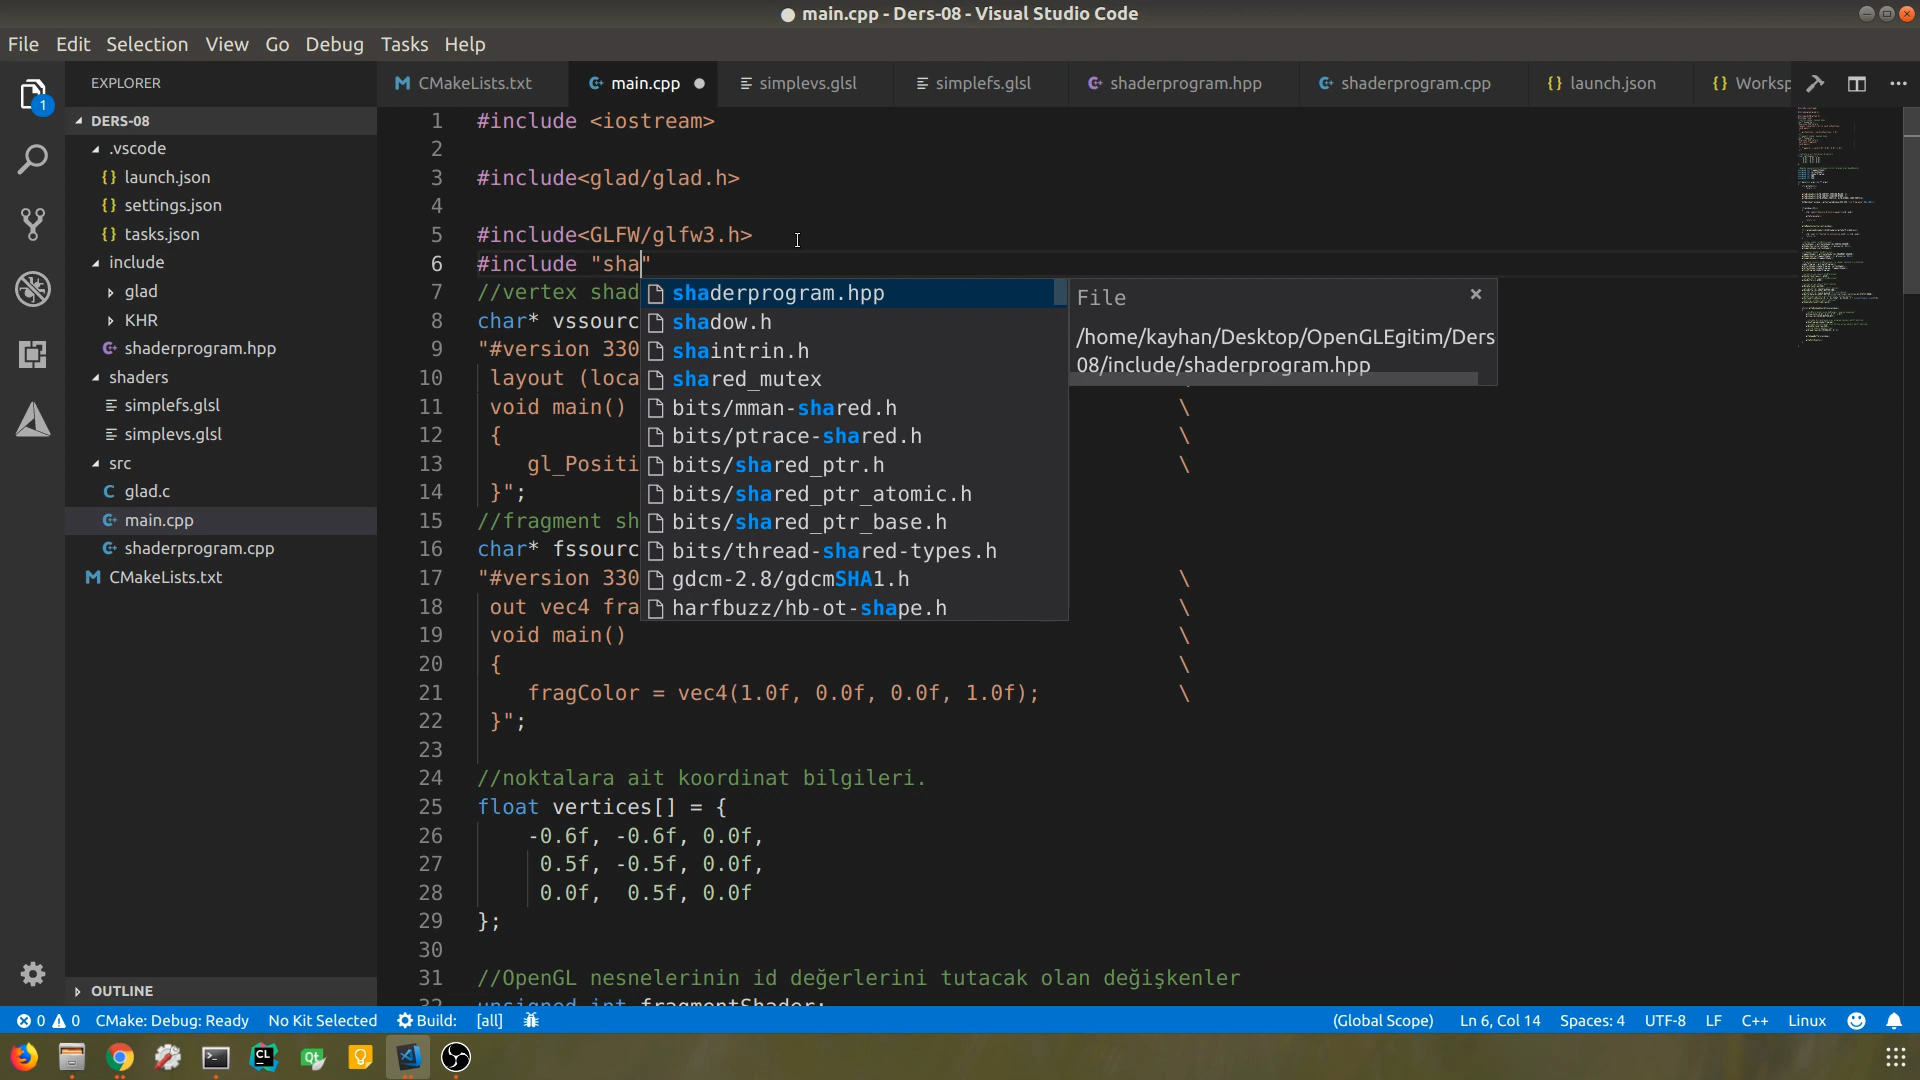 main.cpp - Ders-08 - Visual Studio Code
File Edit Selection View Go Debug Tasks Help
EXPLORER
CMakeLists.txt main.cpp simplevs.glsl simplefs.glsl shaderprogram.hpp shaderprogram.cpp {} launch.json {} Worksp
1
DERS-08
.vscode
{} launch.json
{} settings.json
{} tasks.json
include
glad
KHR
shaderprogram.hpp
shaders
simplefs.glsl
simplevs.glsl
src
C glad.c
main.cpp
shaderprogram.cpp
M CMakeLists.txt
OUTLINE
1 #include <iostream>
2
3 #include<glad/glad.h>
4
5 #include<GLFW/glfw3.h>
6 #include "sha"
7 //vertex shad
8 char* vssourc
9 "#version 330
10 layout (loca
11 void main() \
12 { \
13 gl_Positi \
14 }";
15 //fragment sh
16 char* fssourc
17 "#version 330 \
18 out vec4 fra \
19 void main() \
20 { \
21 fragColor = vec4(1.0f, 0.0f, 0.0f, 1.0f); \
22 }";
23
24 //noktalara ait koordinat bilgileri.
25 float vertices[] = {
26 -0.6f, -0.6f, 0.0f,
27 0.5f, -0.5f, 0.0f,
28 0.0f, 0.5f, 0.0f
29 };
30
31 //OpenGL nesnelerinin id değerlerini tutacak olan değişkenler
32 unsigned int fragmentShader;
shaderprogram.hpp
shadow.h
shaintrin.h
shared_mutex
bits/mman-shared.h
bits/ptrace-shared.h
bits/shared_ptr.h
bits/shared_ptr_atomic.h
bits/shared_ptr_base.h
bits/thread-shared-types.h
gdcm-2.8/gdcmSHA1.h
harfbuzz/hb-ot-shape.h
File
/home/kayhan/Desktop/OpenGLEgitim/Ders
08/include/shaderprogram.hpp
0 0 CMake: Debug: Ready No Kit Selected Build: [all] (Global Scope) Ln 6, Col 14 Spaces: 4 UTF-8 LF C++ Linux
CL Qt